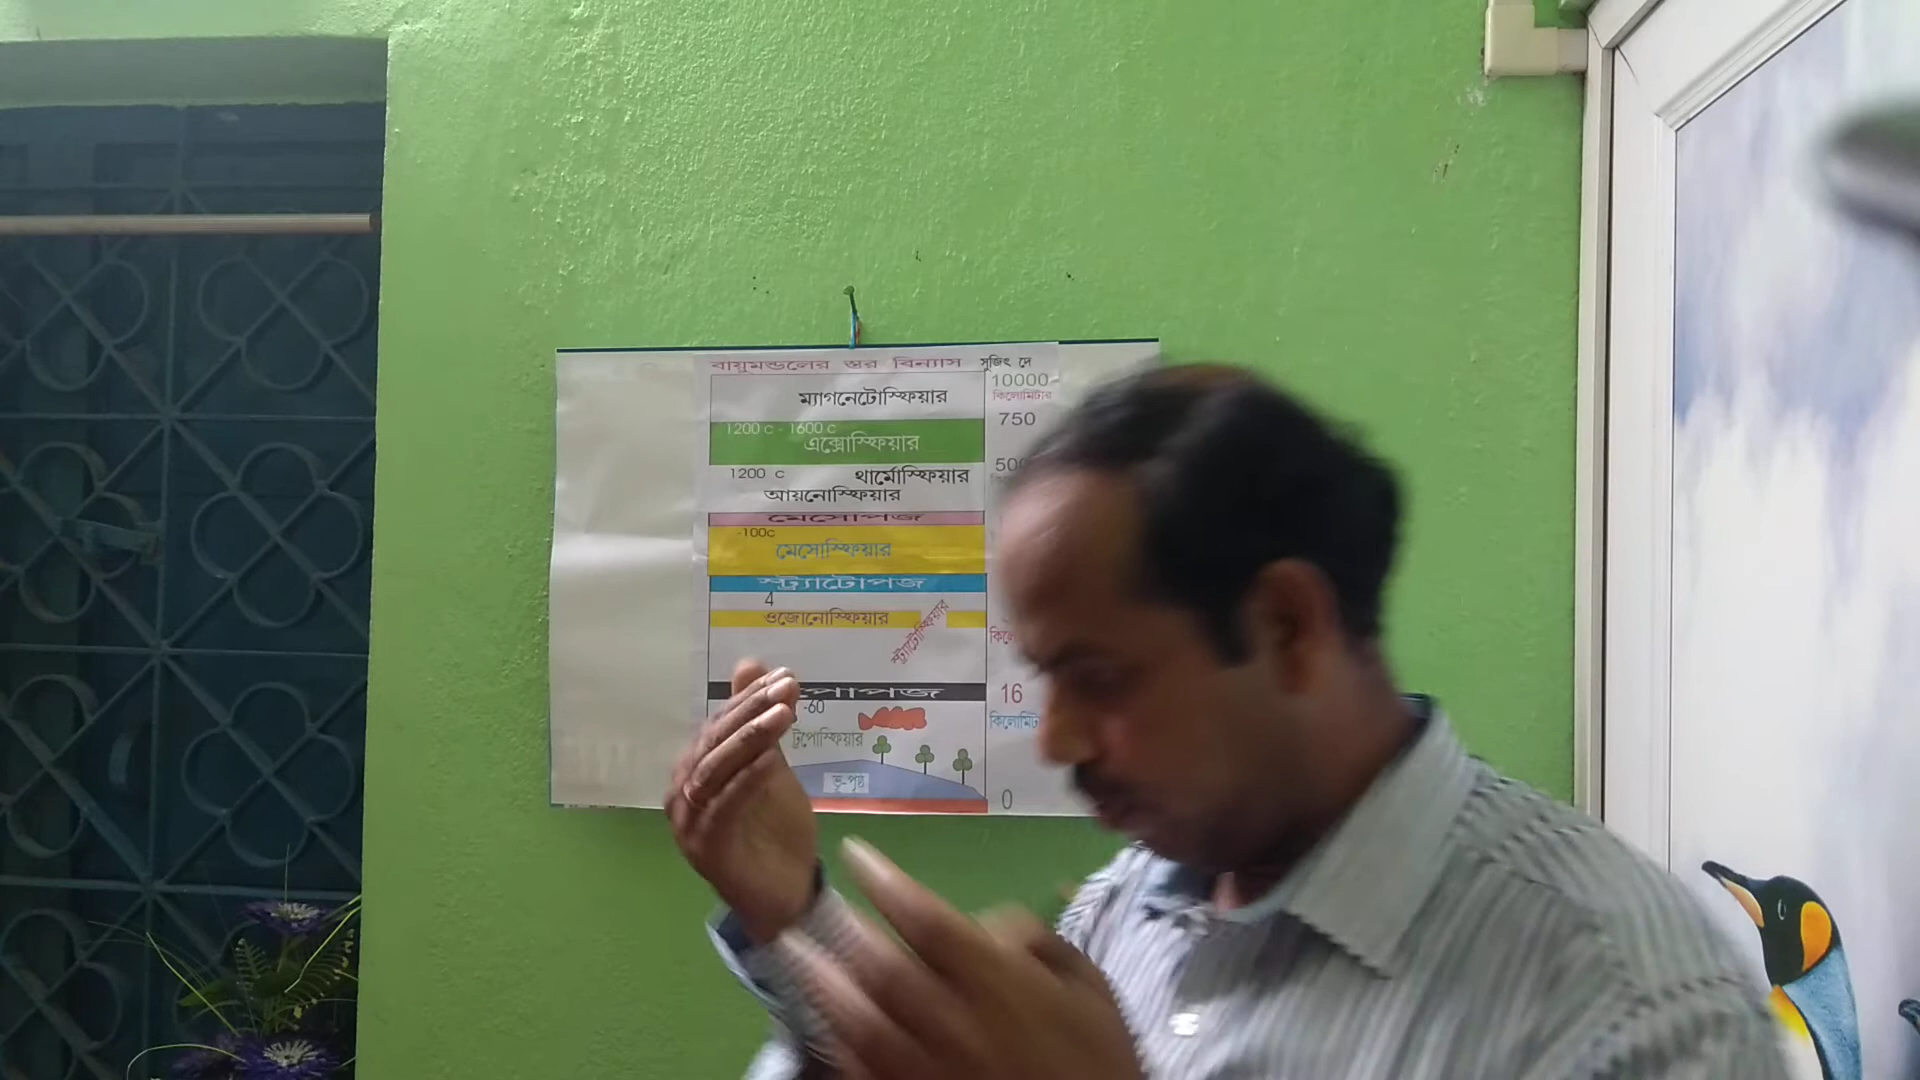 বায়ুমন্ডলের স্তর বিন্যাস সুজিৎ দে
10000
কিলোমিটার
ম্যাগনেটোস্ফিয়ার
750
1200 c - 1600 c
এক্সোস্ফিয়ার
1200 c থার্মোস্ফিয়ার
আয়নোস্ফিয়ার
মেসোপজ
-100c
মেসোস্ফিয়ার
স্ট্র্যাটোপজ
4
ওজোনোস্ফিয়ার
স্ট্র্যাটোস্ফিয়ার
16
-60
ট্রপোস্ফিয়ার
ভূ-পৃষ্ঠ
0